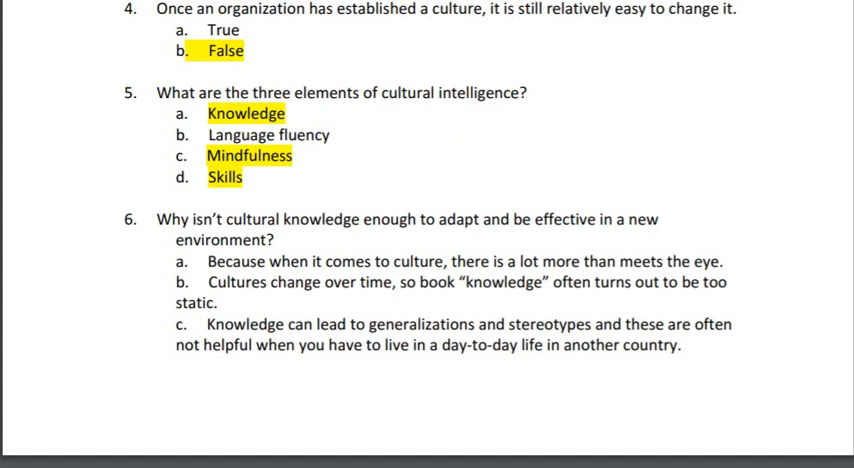 4. Once an organization has established a culture, it is still relatively easy to change it.
a. True
b. False
5. What are the three elements of cultural intelligence?
a. Knowledge
b. Language fluency
c. Mindfulness
d. Skills
6. Why isn’t cultural knowledge enough to adapt and be effective in a new
environment?
a. Because when it comes to culture, there is a lot more than meets the eye.
b. Cultures change over time, so book “knowledge” often turns out to be too
static.
c. Knowledge can lead to generalizations and stereotypes and these are often
not helpful when you have to live in a day-to-day life in another country.